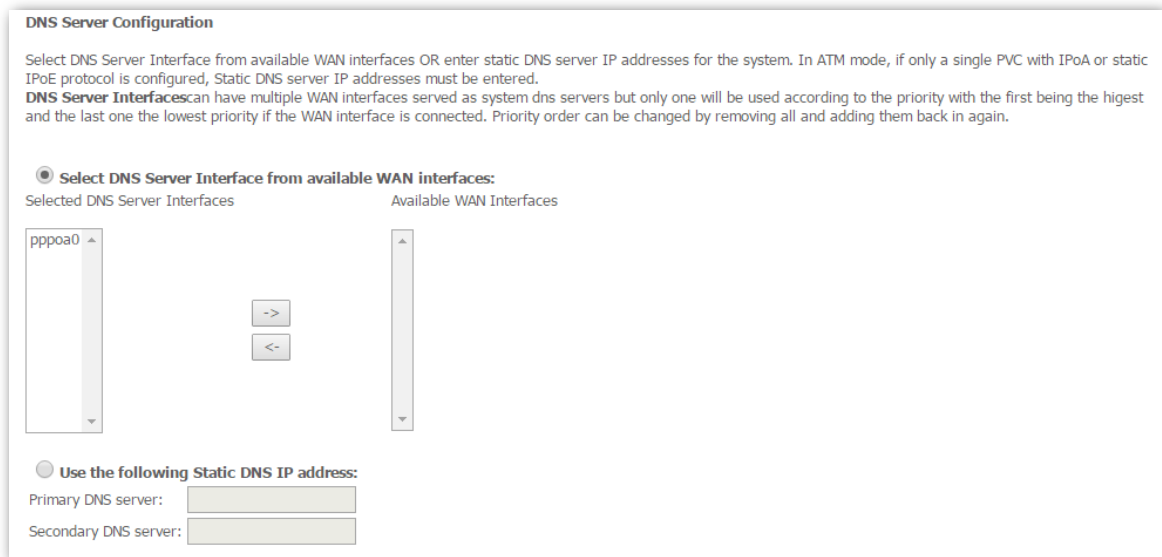 DNS Server Configuration
Select DNS Server Interface from available WAN interfaces OR enter static DNS server IP addresses for the system. In ATM mode, if only a single PVC with IPoA or static
IPoE protocol is configured, Static DNS server IP addresses must be entered.
DNS Server Interfacescan have multiple WAN interfaces served as system dns servers but only one will be used according to the priority with the first being the higest
and the last one the lowest priority if the WAN interface is connected. Priority order can be changed by removing all and adding them back in again.
Select DNS Server Interface from available WAN interfaces:
Selected DNS Server Interfaces Available WAN Interfaces
pppoa0
->
<-
Use the following Static DNS IP address:
Primary DNS server:
Secondary DNS server: